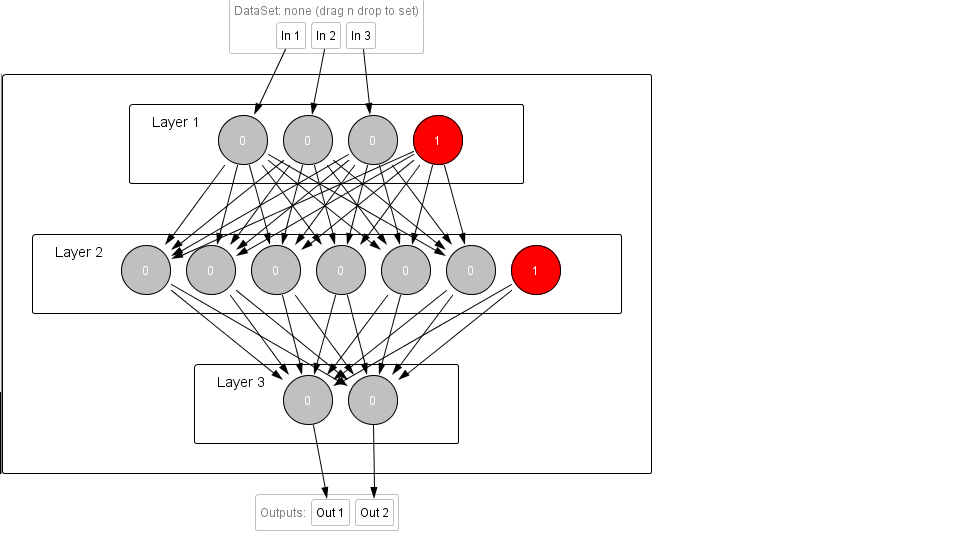 DataSet: none (drag n drop to set)
In 1 In 2 In 3
Layer 1
0 0 0 1
Layer 2
0 0 0 0 0 0 1
Layer 3
0 0
Outputs: Out 1 Out 2